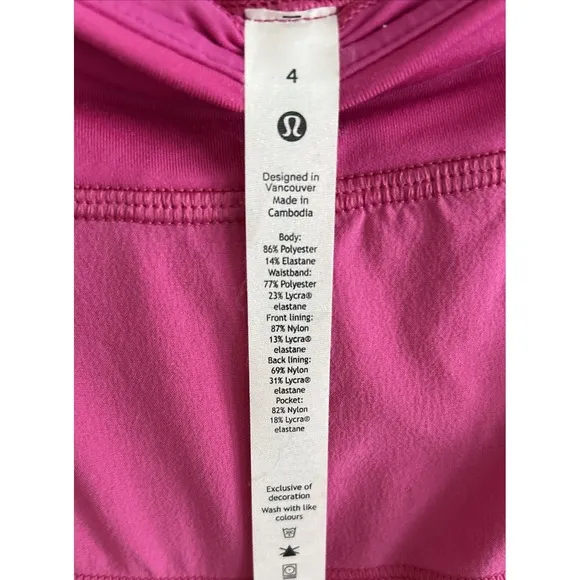 4
Designed in
Vancouver
Made in
Cambodia
Body:
86% Polyester
14% Elastane
Waistband:
77% Polyester
23% Lycra®
elastane
Front lining:
87% Nylon
13% Lycra®
elastane
Back lining:
69% Nylon
31% Lycra®
elastane
Pocket:
82% Nylon
18% Lycra®
elastane
Exclusive of
decoration
Wash with like
colours